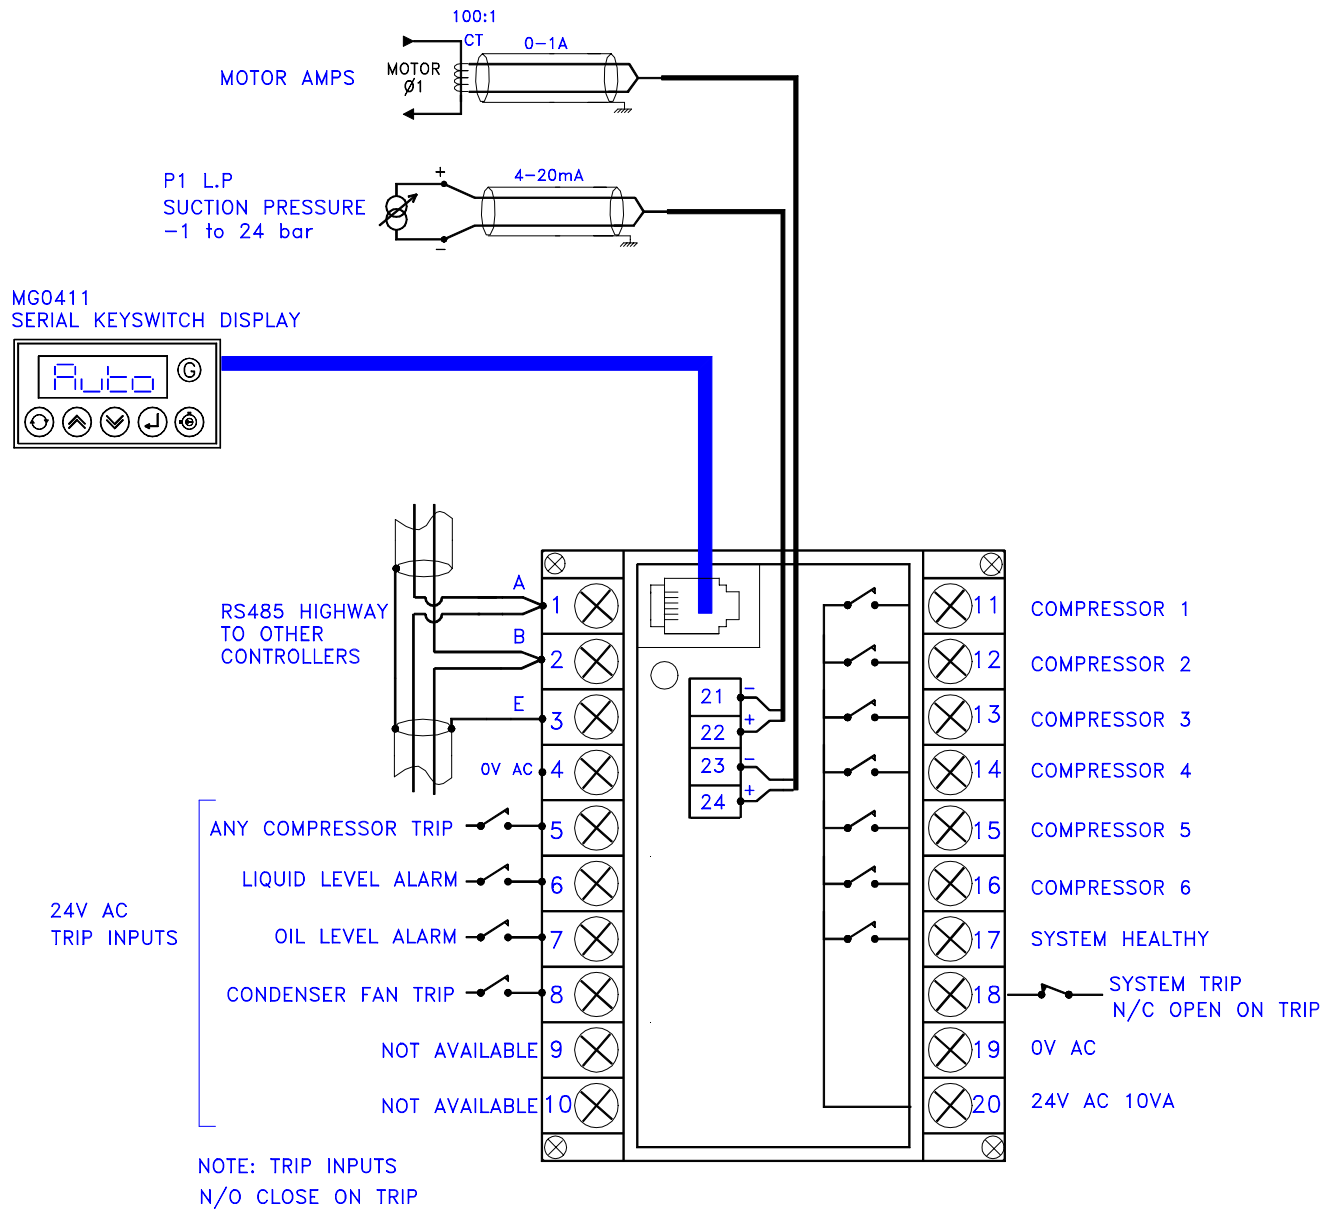 100:1
CT
0-1A
MOTOR AMPS
MOTOR
Ø1
P1 L.P
SUCTION PRESSURE
-1 to 24 bar
+
4-20mA
-
MG0411
SERIAL KEYSWITCH DISPLAY
Auto
G
RS485 HIGHWAY
TO OTHER
CONTROLLERS
A
1
B
2
E
3
0V AC
4
24V AC
TRIP INPUTS
ANY COMPRESSOR TRIP
5
LIQUID LEVEL ALARM
6
OIL LEVEL ALARM
7
CONDENSER FAN TRIP
8
NOT AVAILABLE
9
NOT AVAILABLE
10
NOTE: TRIP INPUTS
N/O CLOSE ON TRIP
21 -
22 +
23 -
24 +
11 COMPRESSOR 1
12 COMPRESSOR 2
13 COMPRESSOR 3
14 COMPRESSOR 4
15 COMPRESSOR 5
16 COMPRESSOR 6
17 SYSTEM HEALTHY
18 SYSTEM TRIP
N/C OPEN ON TRIP
19 0V AC
20 24V AC 10VA